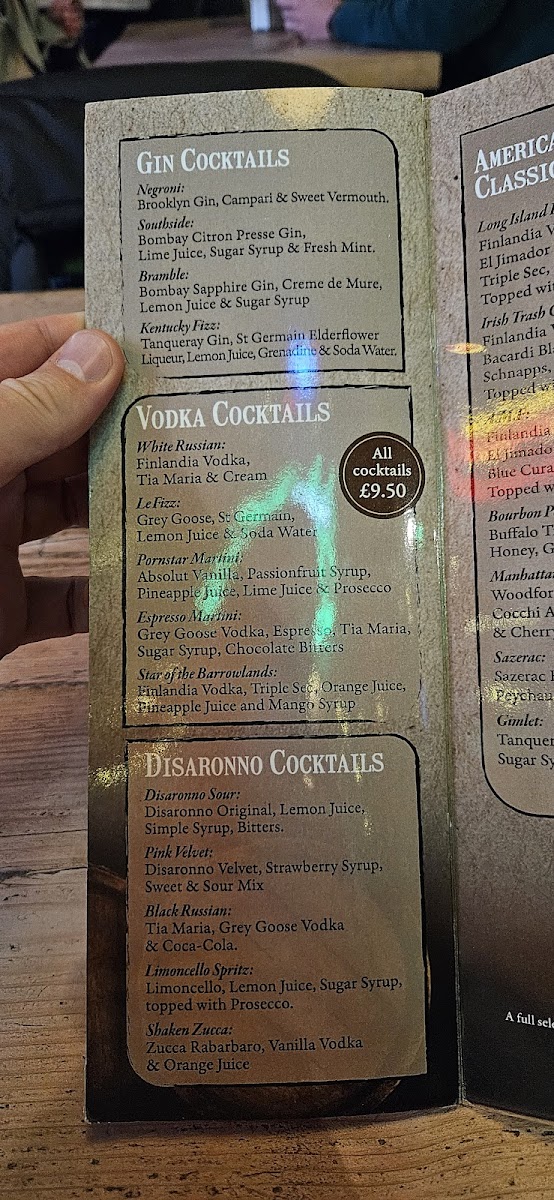 GIN COCKTAILS
Negroni:
Brooklyn Gin, Campari & Sweet Vermouth.
Southside:
Bombay Citron Presse Gin,
Lime Juice, Sugar Syrup & Fresh Mint.
Bramble:
Bombay Sapphire Gin, Creme de Mure,
Lemon Juice & Sugar Syrup
Kentucky Fizz:
Tanqueray Gin, St Germain Elderflower
Liqueur, Lemon Juice, Grenadine & Soda Water.
VODKA COCKTAILS
White Russian:
Finlandia Vodka,
Tia Maria & Cream
All
cocktails
£9.50
Le Fizz:
Grey Goose, St Germain,
Lemon Juice & Soda Water
Pornstar Martini:
Absolut Vanilla, Passionfruit Syrup,
Pineapple Juice, Lime Juice & Prosecco
Espresso Martini:
Grey Goose Vodka, Espresso, Tia Maria,
Sugar Syrup, Chocolate Bitters
Star of the Barrowlands:
Finlandia Vodka, Triple Sec, Orange Juice,
Pineapple Juice and Mango Syrup
DISARONNO COCKTAILS
Disaronno Sour:
Disaronno Original, Lemon Juice,
Simple Syrup, Bitters.
Pink Velvet:
Disaronno Velvet, Strawberry Syrup,
Sweet & Sour Mix
Black Russian:
Tia Maria, Grey Goose Vodka
& Coca-Cola.
Limoncello Spritz:
Limoncello, Lemon Juice, Sugar Syrup,
topped with Prosecco.
Shaken Zucca:
Zucca Rabarbaro, Vanilla Vodka
& Orange Juice
AMERICA
CLASSIC
Long Island
Finlandia V
El Jimador
Triple Sec,
Topped wit
Irish Trash
Finlandia
Bacardi Bl
Schnapps,
Topped w
Finlandia
El Jimado
Blue Cura
Topped w
Bourbon P
Buffalo T
Honey, G
Manhatta
Woodfor
Cocchi A
& Cherry
Sazerac:
Sazerac
Peychau
Gimlet:
Tanquer
Sugar Sy
A full sele